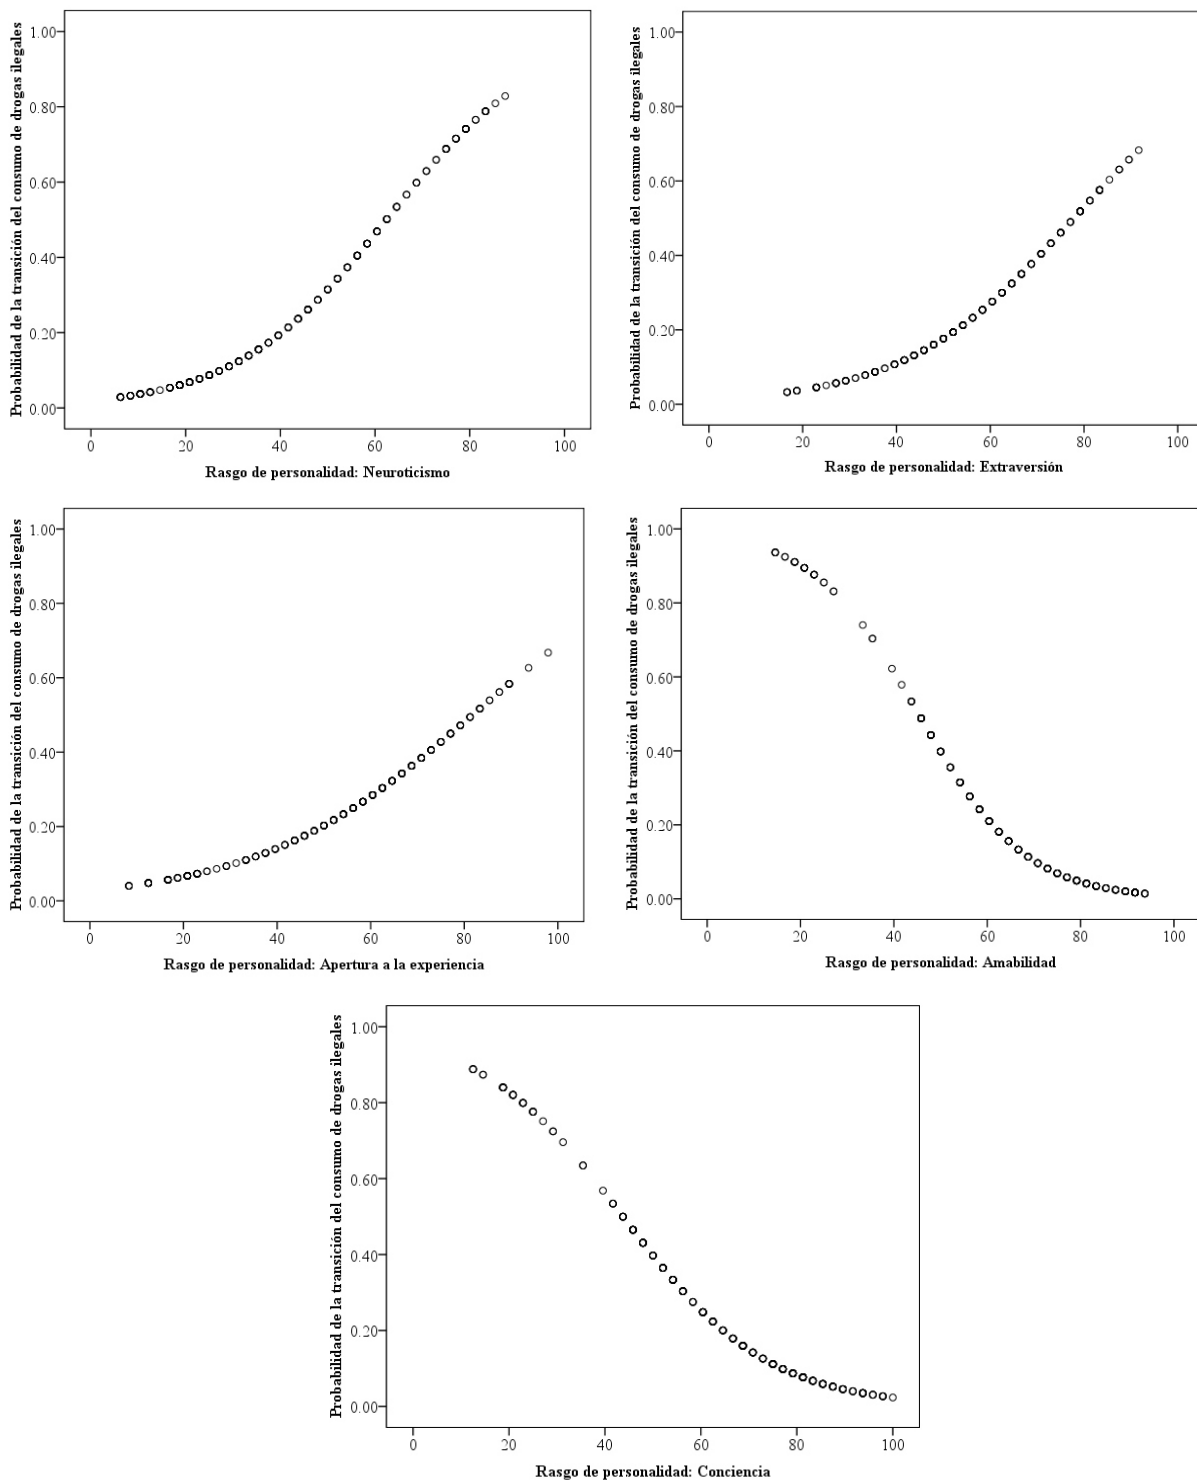 Probabilidad de la transición del consumo de drogas ilegales
1.00
0.80
0.60
0.40
0.20
0.00
0 20 40 60 80 100
Rasgo de personalidad: Neuroticismo
Probabilidad de la transición del consumo de drogas ilegales
1.00
0.80
0.60
0.40
0.20
0.00
0 20 40 60 80 100
Rasgo de personalidad: Extraversión
Probabilidad de la transición del consumo de drogas ilegales
1.00
0.80
0.60
0.40
0.20
0.00
0 20 40 60 80 100
Rasgo de personalidad: Apertura a la experiencia
Probabilidad de la transición del consumo de drogas ilegales
1.00
0.80
0.60
0.40
0.20
0.00
0 20 40 60 80 100
Rasgo de personalidad: Amabilidad
Probabilidad de la transición del consumo de drogas ilegales
1.00
0.80
0.60
0.40
0.20
0.00
0 20 40 60 80 100
Rasgo de personalidad: Conciencia